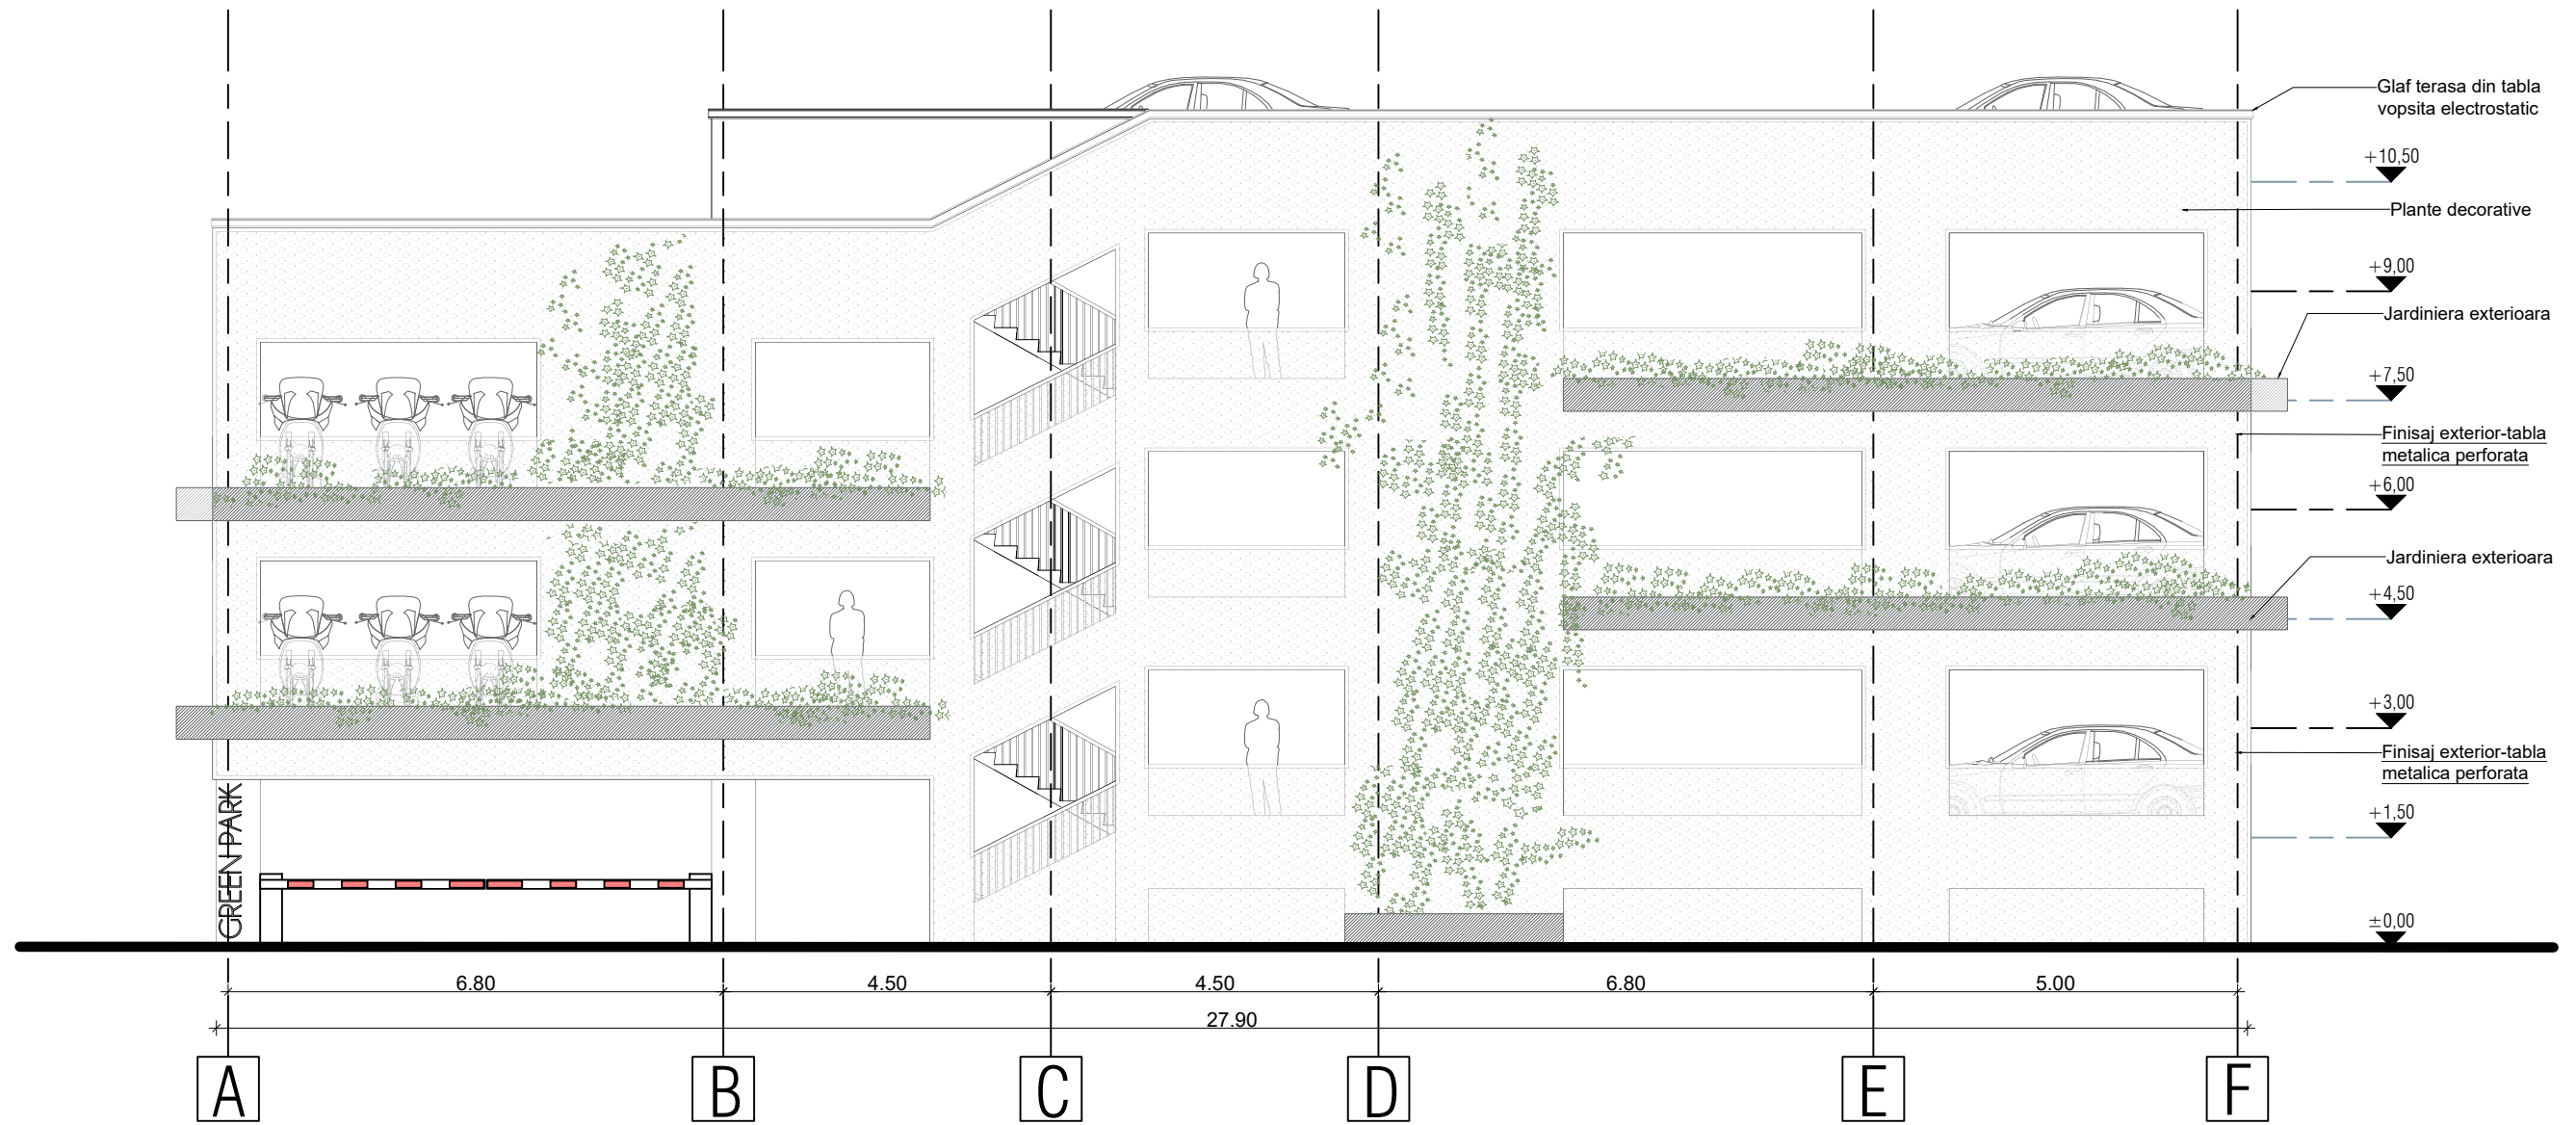 Glaf terasa din tabla
vopsita electrostatic
+10,50
Plante decorative
+9,00
Jardiniera exterioara
+7,50
Finisaj exterior-tabla
metalica perforata
+6,00
Jardiniera exterioara
+4,50
+3,00
Finisaj exterior-tabla
metalica perforata
+1,50
±0,00
GREEN PARK
6.80
4.50
4.50
6.80
5.00
27.90
A
B
C
D
E
F